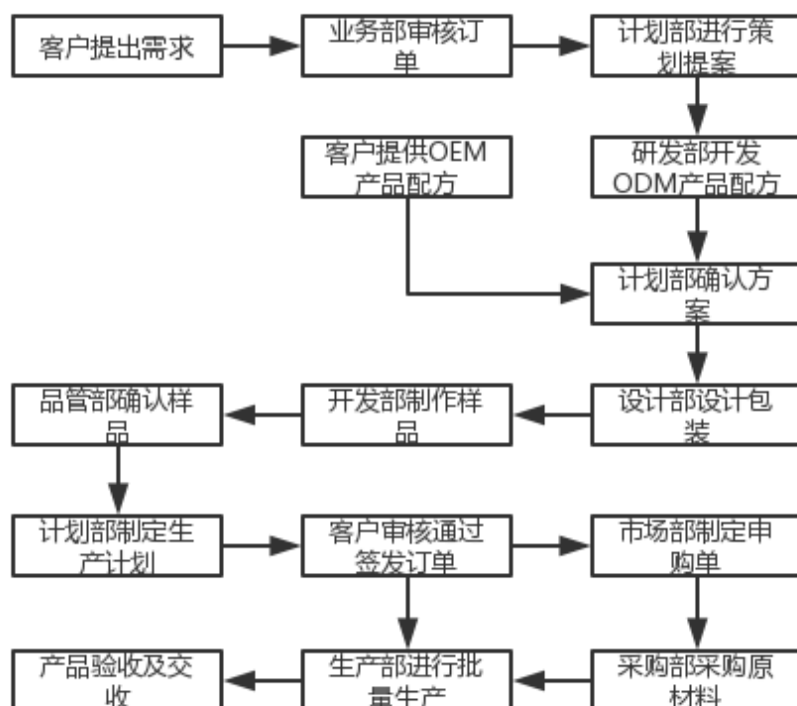 客户提出需求
业务部审核订
单
计划部进行策
划提案
客户提供OEM
产品配方
研发部开发
ODM产品配方
计划部确认方
案
品管部确认样
品
开发部制作样
品
设计部设计包
装
计划部制定生
产计划
客户审核通过
签发订单
市场部制定申
购单
产品验收及交
收
生产部进行批
量生产
采购部采购原
材料